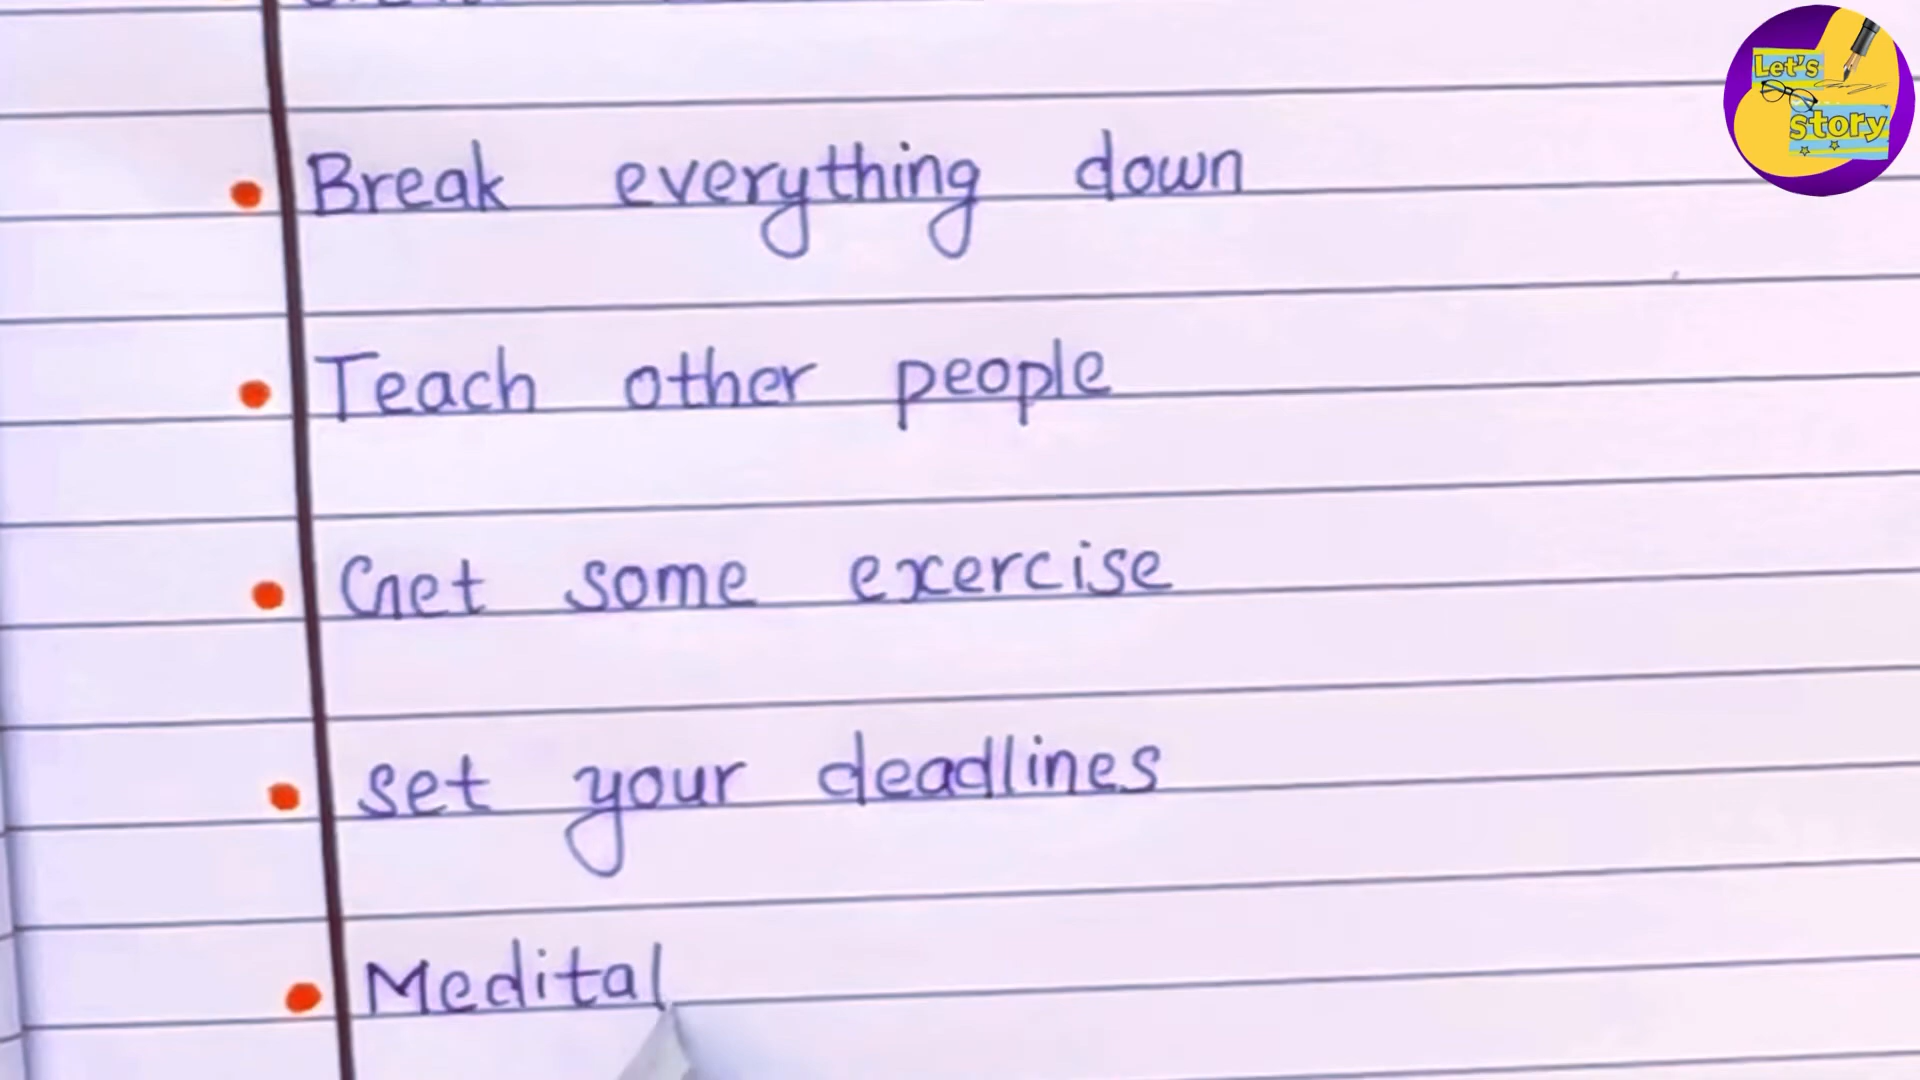 Let's
story
Break everything down
Teach other people
Get some exercise
set your deadlines
Medital